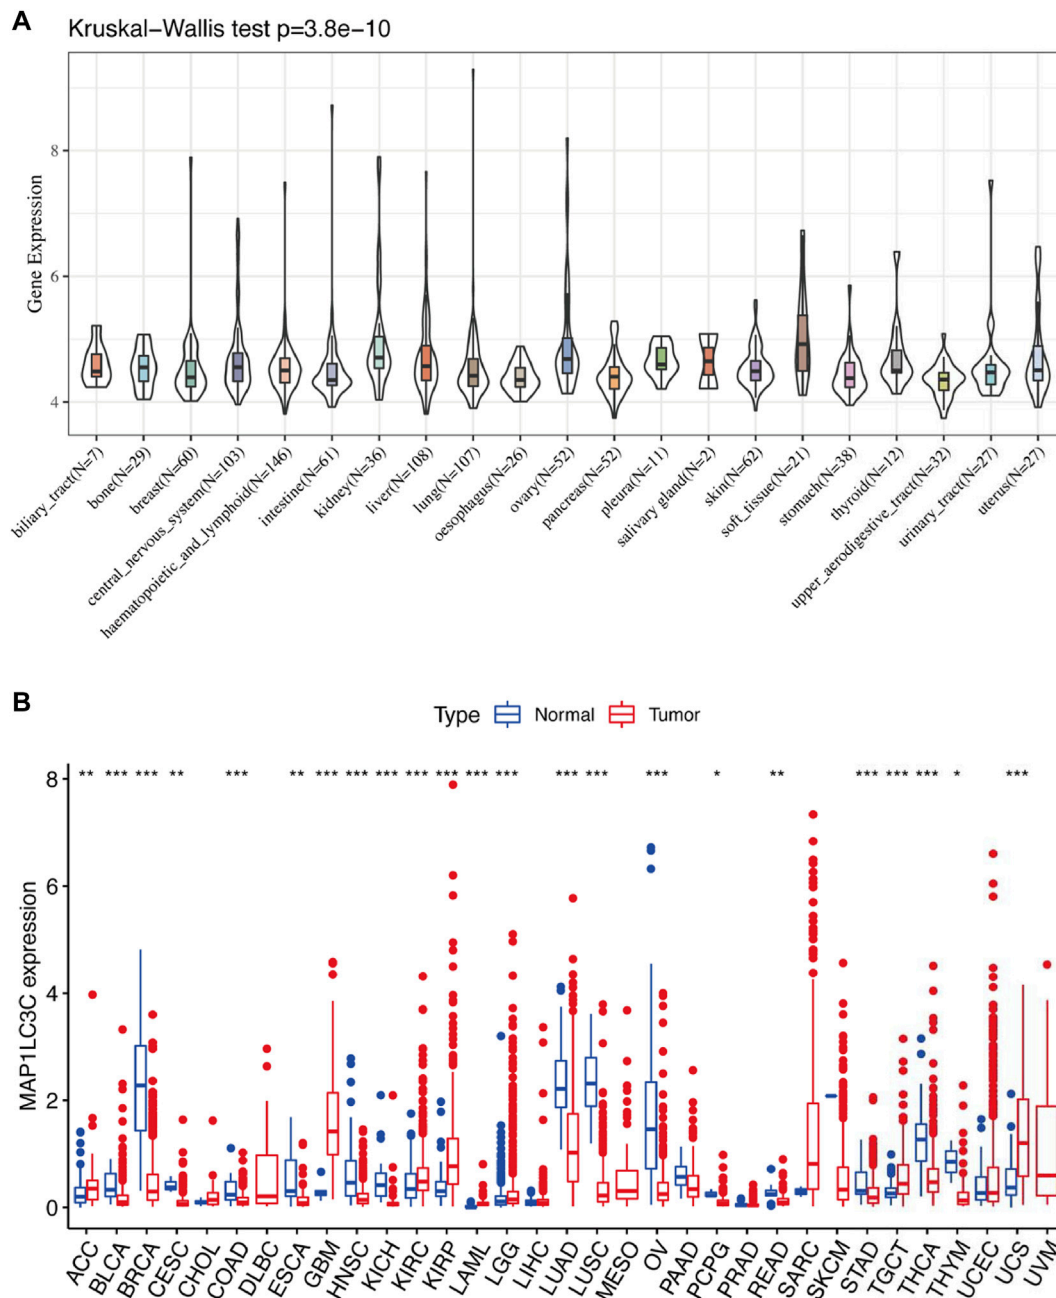 A
Kruskal−Wallis test p=3.8e−10
Gene Expression
8
6
4
biliary_tract(N=7)
bone(N=29)
breast(N=60)
central_nervous_system(N=103)
haematopoietic_and_lymphoid(N=146)
intestine(N=61)
kidney(N=36)
liver(N=108)
lung(N=107)
oesophagus(N=26)
ovary(N=52)
pancreas(N=52)
pleura(N=11)
salivary gland(N=2)
skin(N=62)
soft_tissue(N=21)
stomach(N=38)
thyroid(N=12)
upper_aerodigestive_tract(N=32)
urinary_tract(N=27)
uterus(N=27)
B
Type Normal Tumor
** *** *** ** *** ** *** *** *** *** *** *** *** *** *** *** * ** *** *** *** * ***
MAP1LC3C expression
8
6
4
2
0
ACC
BLCA
BRCA
CESC
CHOL
COAD
DLBC
ESCA
GBM
HNSC
KICH
KIRC
KIRP
LAML
LGG
LIHC
LUAD
LUSC
MESO
OV
PAAD
PCPG
PRAD
READ
SARC
SKCM
STAD
TGCT
THCA
THYM
UCEC
UCS
UVM